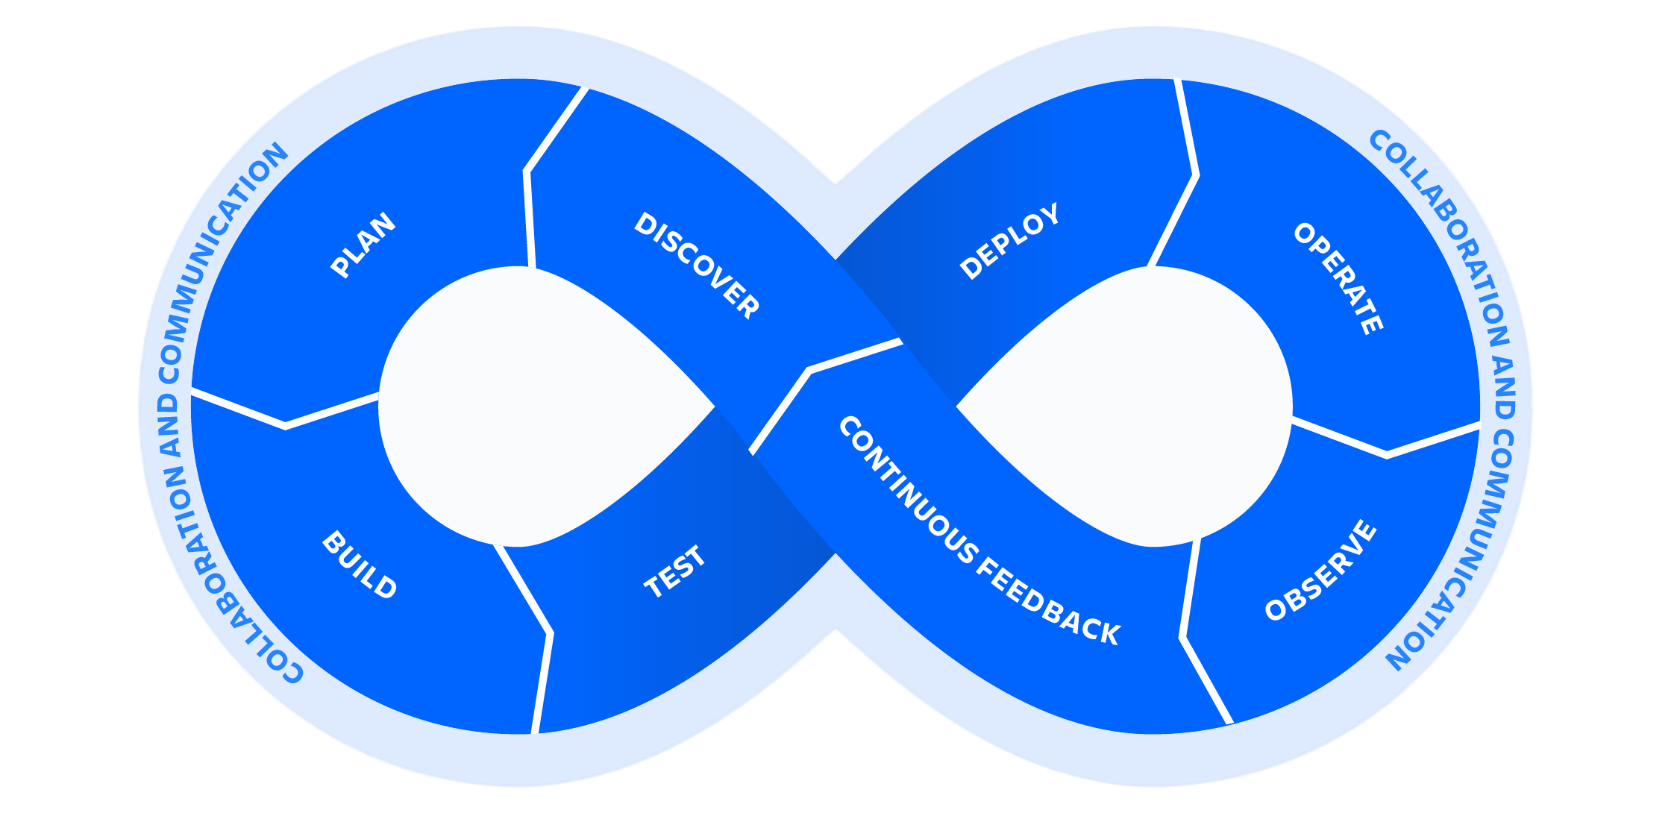 COLLABORATION AND COMMUNICATION
PLAN
DISCOVER
DEPLOY
OPERATE
COLLABORATION AND COMMUNICATION
BUILD
TEST
CONTINUOUS FEEDBACK
OBSERVE